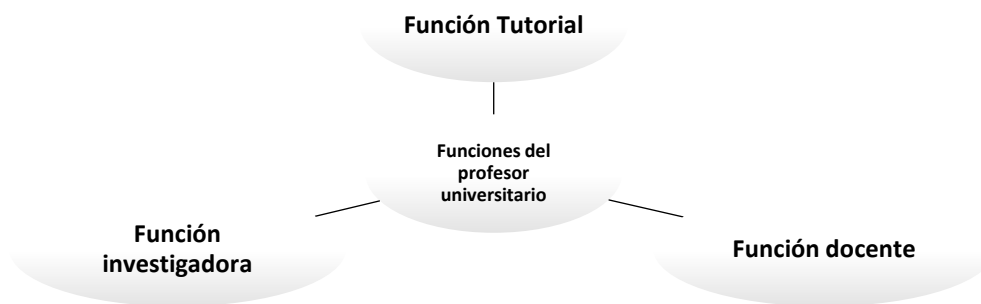 Función Tutorial
Funciones del
profesor
universitario
Función
investigadora
Función docente